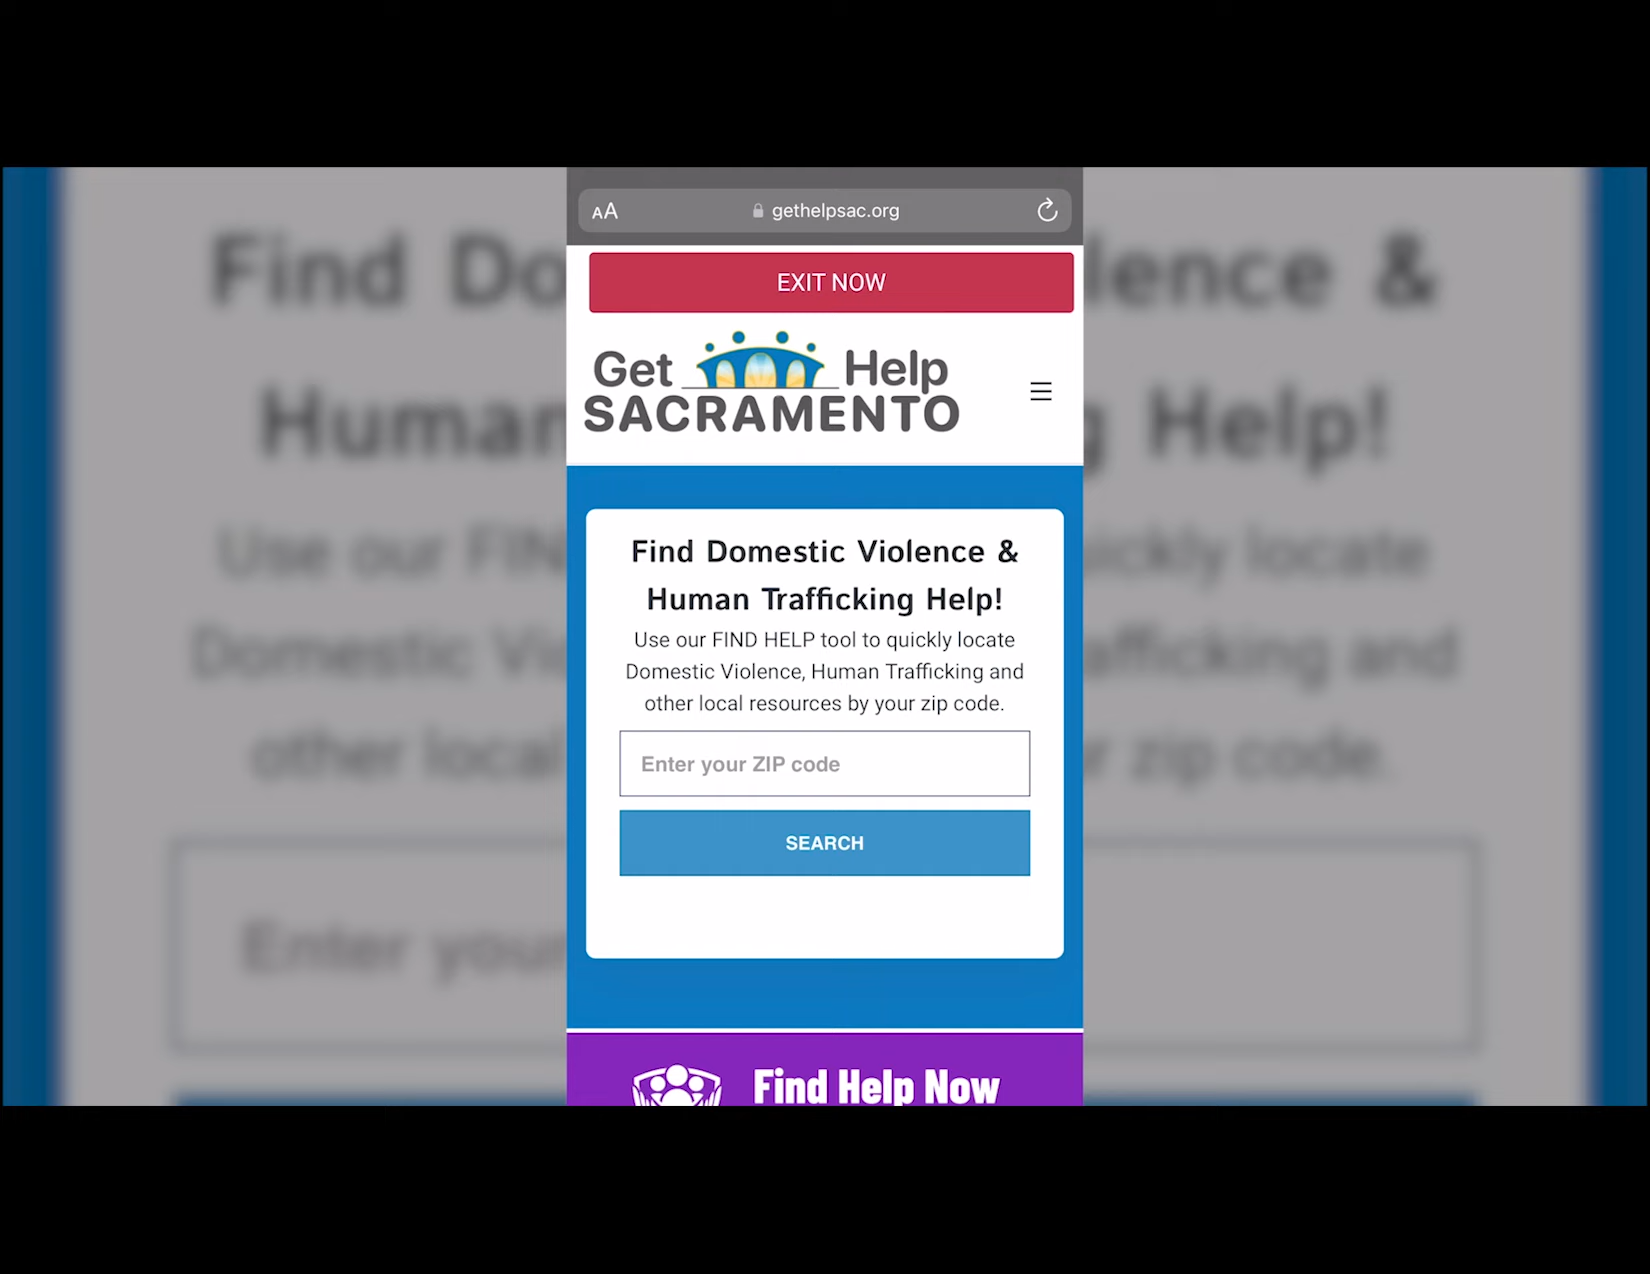 AA gethelpsac.org
EXIT NOW
Get Help
SACRAMENTO
Find Domestic Violence &
Human Trafficking Help!
Use our FIND HELP tool to quickly locate
Domestic Violence, Human Trafficking and
other local resources by your zip code.
Enter your ZIP code
SEARCH
Find Help Now